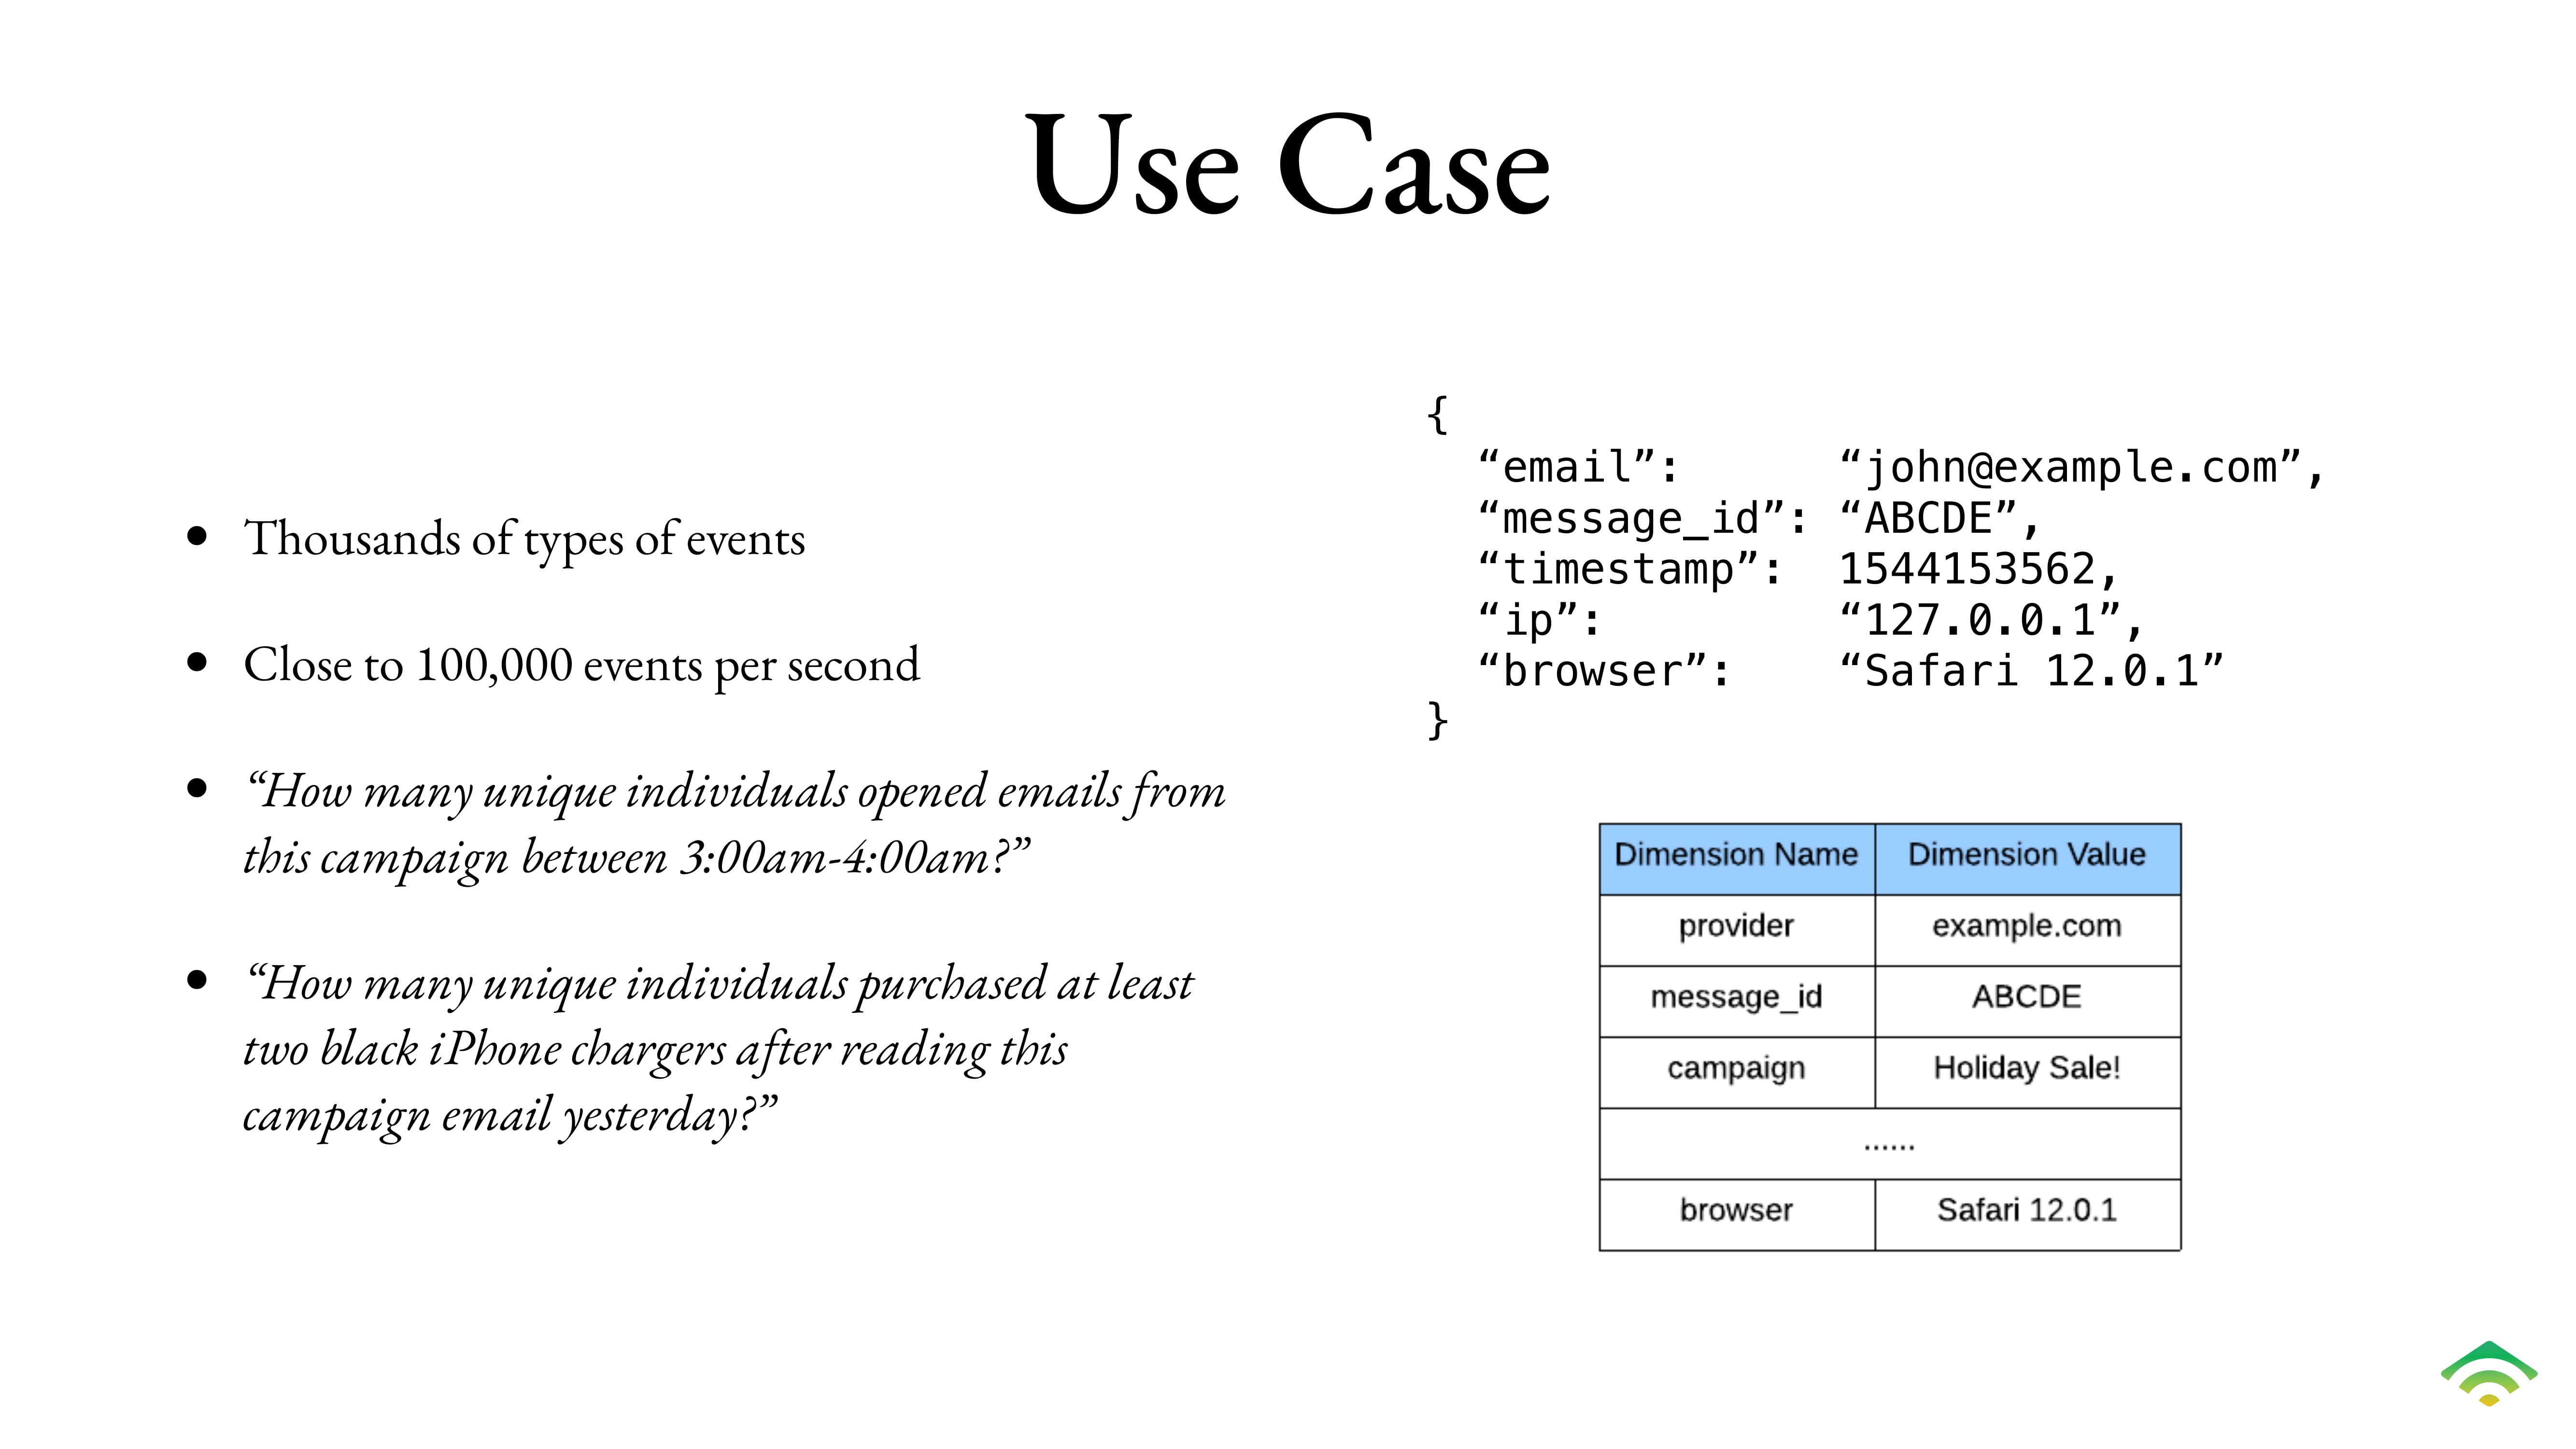 Use Case
• Thousands of types of events
• Close to 100,000 events per second
• “How many unique individuals opened emails from
this campaign between 3:00am-4:00am?”
• “How many unique individuals purchased at least
two black iPhone chargers after reading this
campaign email yesterday?”
{
“email”: “john@example.com”,
“message_id”: “ABCDE”,
“timestamp”: 1544153562,
“ip”: “127.0.0.1”,
“browser”: “Safari 12.0.1”
}
Dimension Name Dimension Value
provider example.com
message_id ABCDE
campaign Holiday Sale!
......
browser Safari 12.0.1